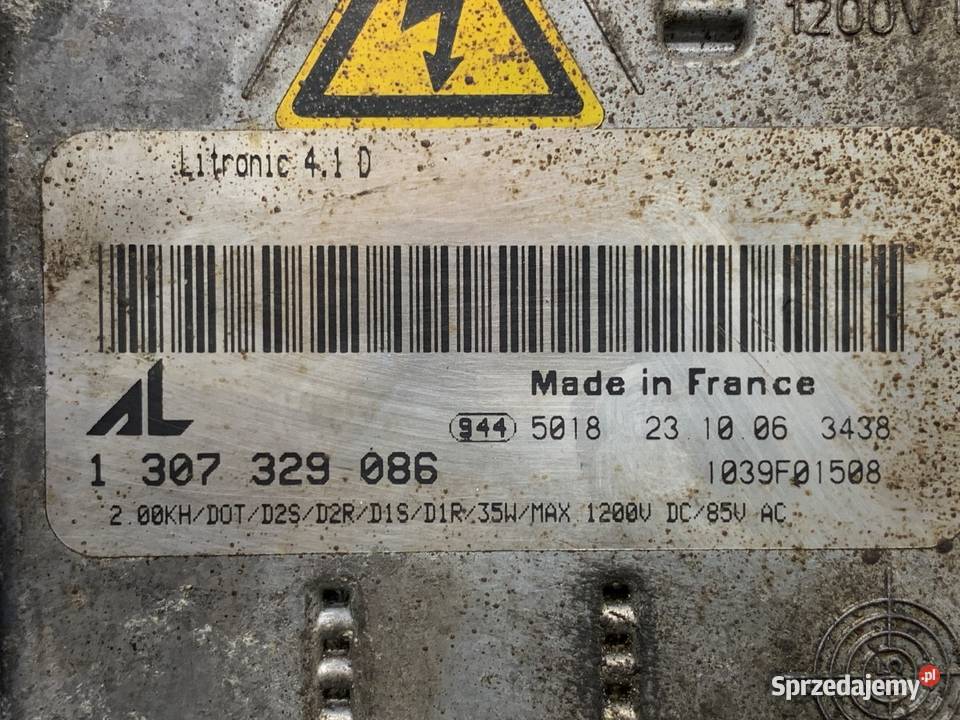 1200V
Litronic 4.1 D
AL
Made in France
944 5018 23.10.06 3438
1 307 329 086
1039F01508
2.00KH/DOT/D2S/D2R/D1S/D1R/35W/MAX.1200V DC/85V AC
Sprzedajemy.pl